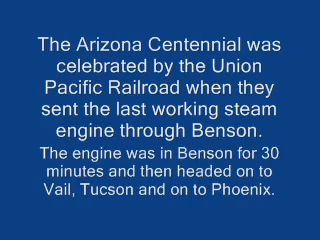 The Arizona Centennial was
celebrated by the Union
Pacific Railroad when they
sent the last working steam
engine through Benson.
The engine was in Benson for 30
minutes and then headed on to
Vail, Tucson and on to Phoenix.